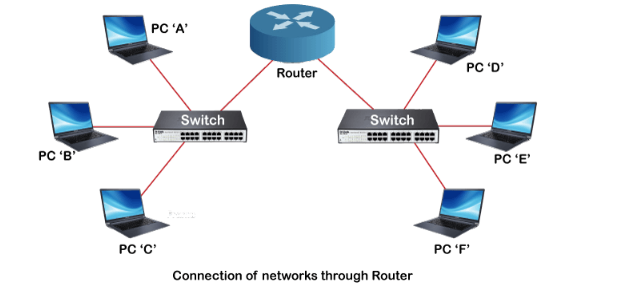 PC ‘A’
Router
PC ‘D’
Switch
Switch
PC ‘B’
PC ‘E’
PC ‘C’
PC ‘F’
Connection of networks through Router